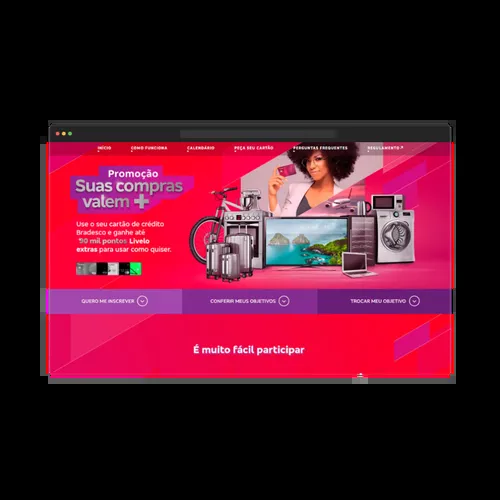 INÍCIO COMO FUNCIONA CALENDÁRIO PEÇA SEU CARTÃO PERGUNTAS FREQUENTES REGULAMENTO
Promoção
Suas compras
valem +
Use o seu cartão de crédito
Bradesco e ganhe até
mil pontos Livelo
extras para usar como quiser.
QUERO ME INSCREVER CONFERIR MEUS OBJETIVOS TROCAR MEU OBJETIVO
É muito fácil participar